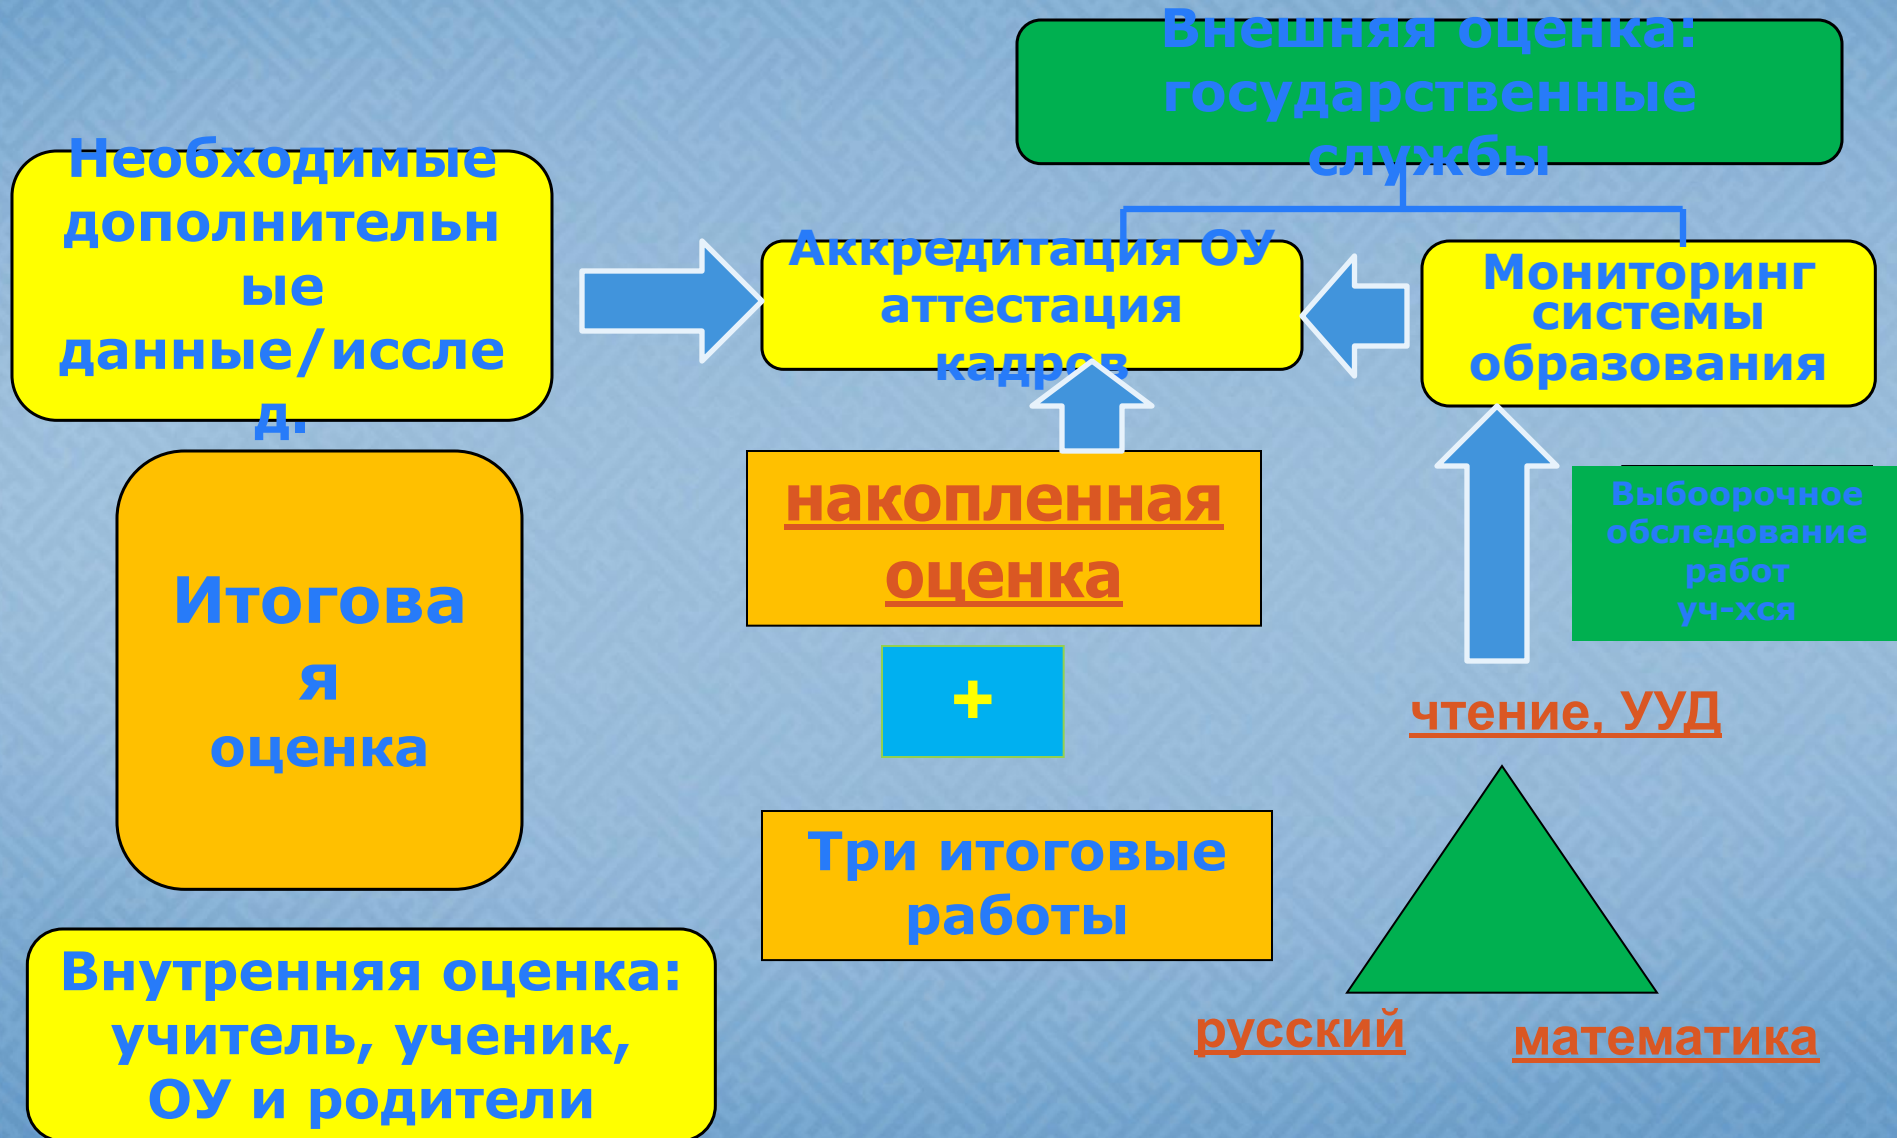 Внешняя оценка:
государственные
службы
Необходимые
дополнительн
ые
данные/иссле
д.
Аккредитация ОУ
аттестация
кадров
Мониторинг
системы
образования
накопленная
оценка
Выбоорочное
обследование
работ
уч-хся
Итогова
я
оценка
+
чтение, УУД
Три итоговые
работы
Внутренняя оценка:
учитель, ученик,
ОУ и родители
русский
математика